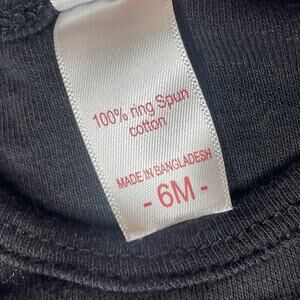 100% ring Spun
cotton
MADE IN BANGLADESH
- 6M -